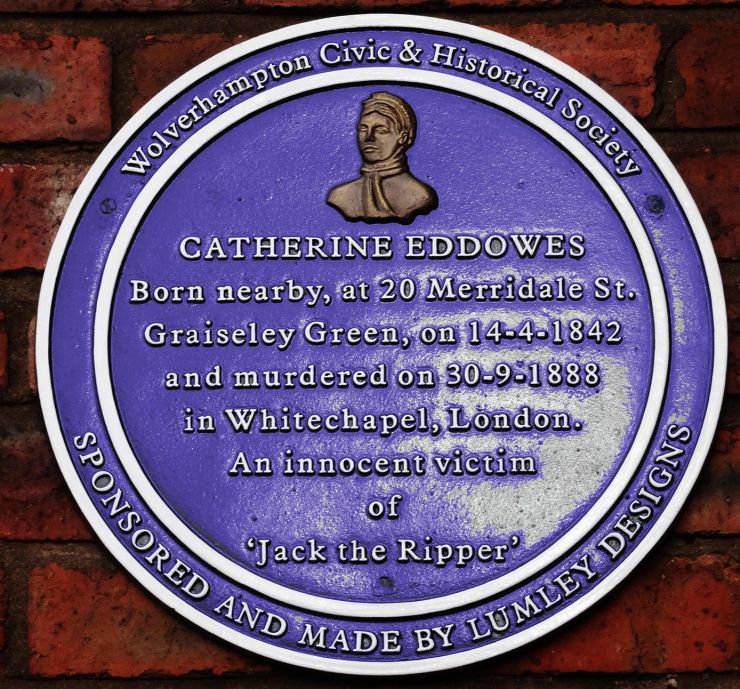 Wolverhampton Civic & Historical Society
CATHERINE EDDOWES
Born nearby, at 20 Merridale St.
Graiseley Green, on 14-4-1842
and murdered on 30-9-1888
in Whitechapel, London.
An innocent victim
of
‘Jack the Ripper’
SPONSORED AND MADE BY LUMLEY DESIGNS